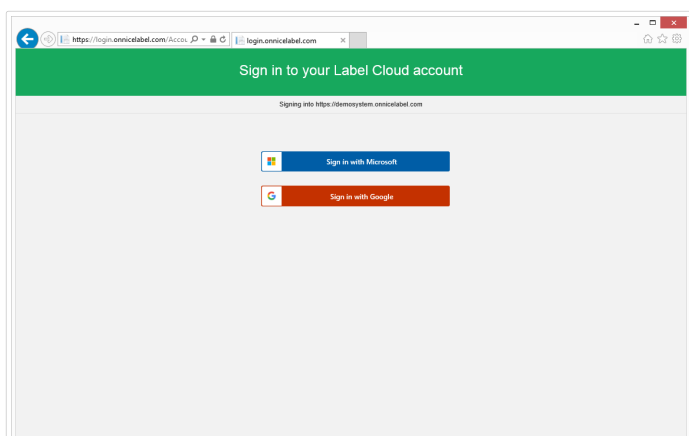 https://login.onnicelabel.com/Accou
login.onnicelabel.com
Sign in to your Label Cloud account
Signing into https://demosystem.onnicelabel.com
Sign in with Microsoft
Sign in with Google